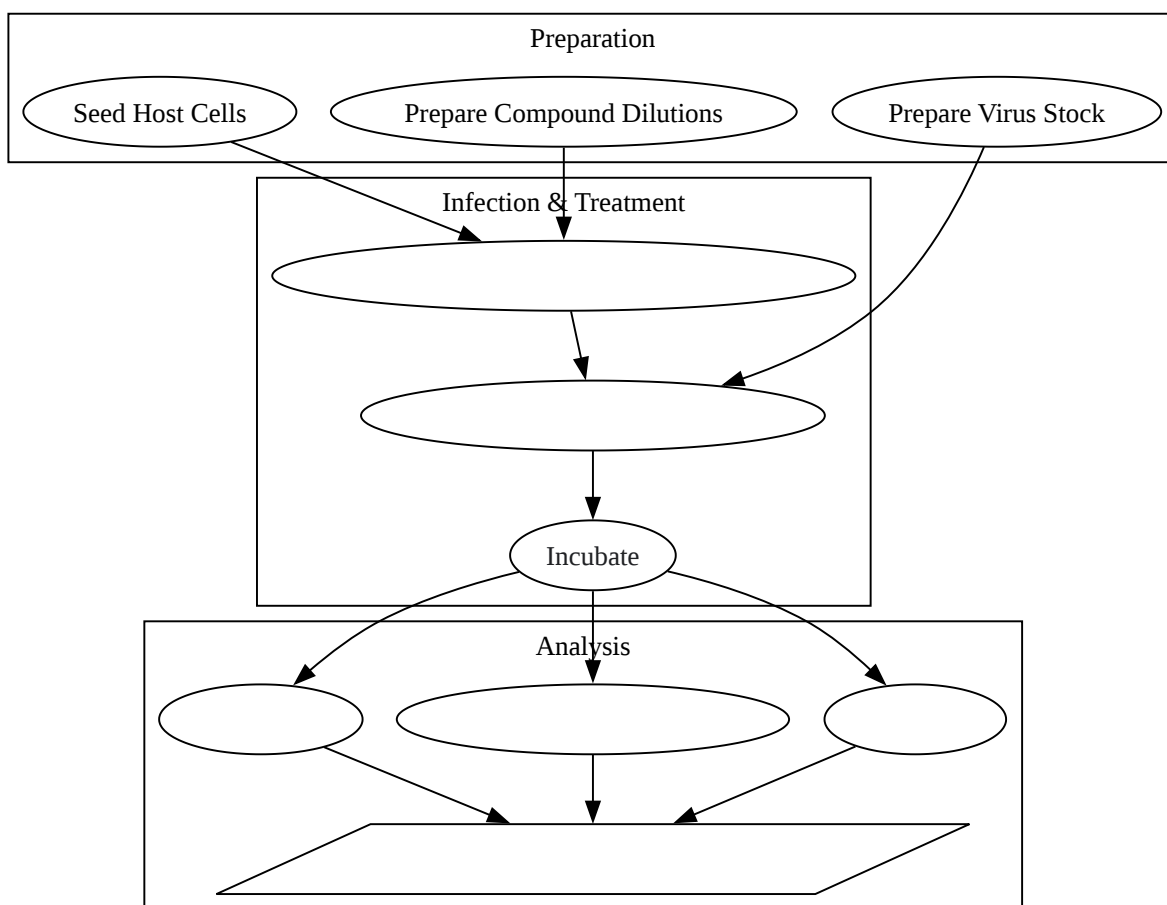 Preparation
Seed Host Cells
Prepare Compound Dilutions
Prepare Virus Stock
Infection & Treatment
Incubate
Analysis